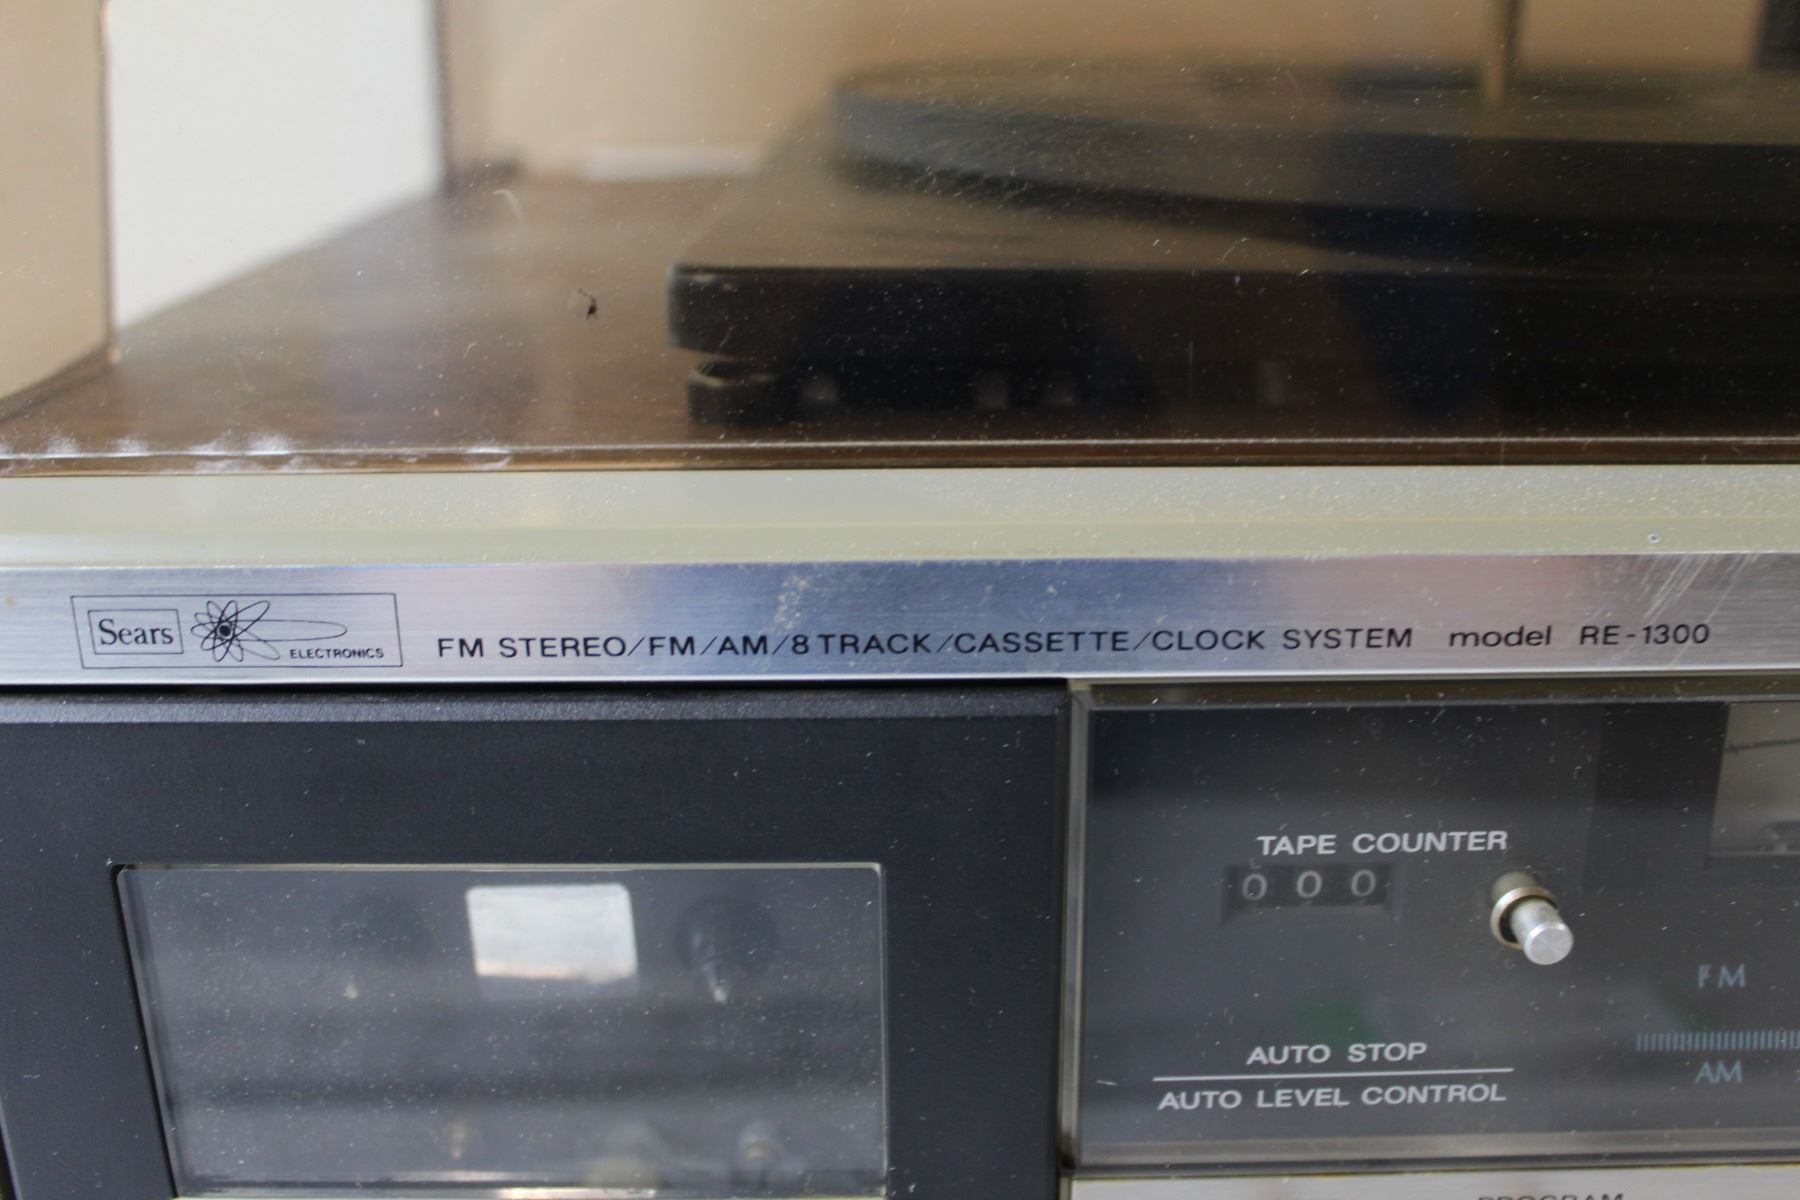 Sears
ELECTRONICS
FM STEREO/FM/AM/8 TRACK/CASSETTE/CLOCK SYSTEM model RE-1300
TAPE COUNTER
000
FM
AUTO STOP
AUTO LEVEL CONTROL
AM
PROGRAM